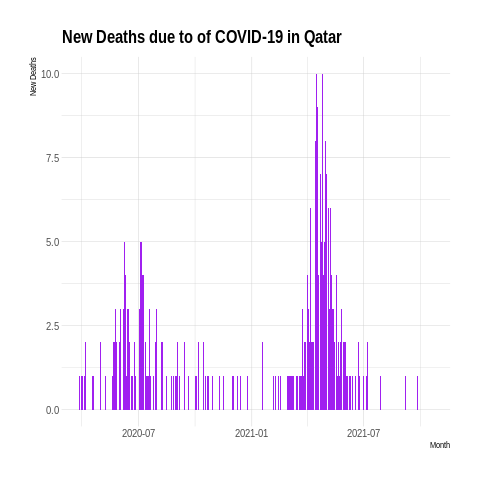 New Deaths due to of COVID-19 in Qatar
New Deaths
10.0
7.5
5.0
2.5
0.0
2020-07
2021-01
2021-07
Month